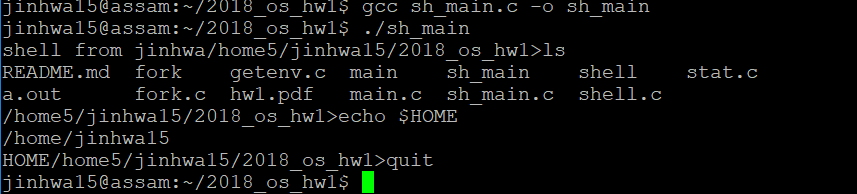 jinhwa15@assam:~/2018_os_hw1$ gcc sh_main.c -o sh_main
jinhwa15@assam:~/2018_os_hw1$ ./sh_main
shell from jinhwa/home5/jinhwa15/2018_os_hw1>ls
README.md  fork    getenv.c  main    sh_main    shell    stat.c
a.out      fork.c  hw1.pdf   main.c  sh_main.c  shell.c
/home5/jinhwa15/2018_os_hw1>echo $HOME
/home/jinhwa15
HOME/home5/jinhwa15/2018_os_hw1>quit
jinhwa15@assam:~/2018_os_hw1$